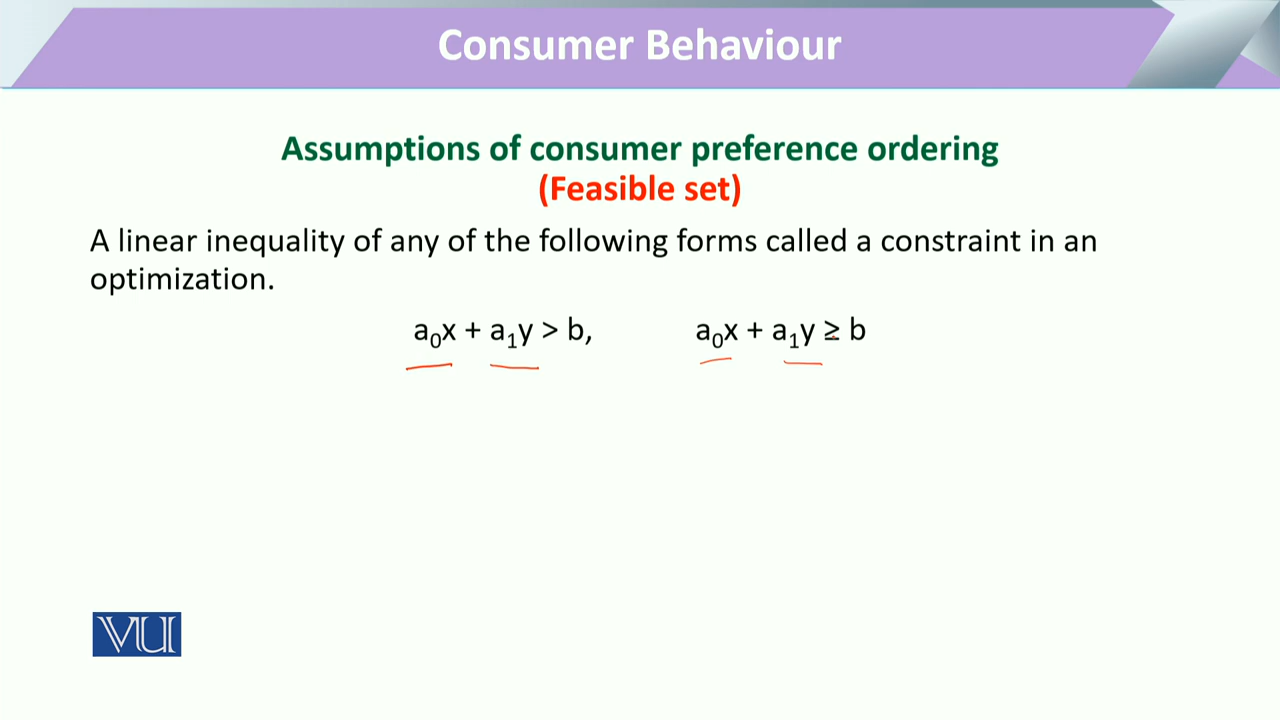 Consumer Behaviour
Assumptions of consumer preference ordering
(Feasible set)
A linear inequality of any of the following forms called a constraint in an
optimization.
a₀x + a₁y > b, a₀x + a₁y ≥ b
VU